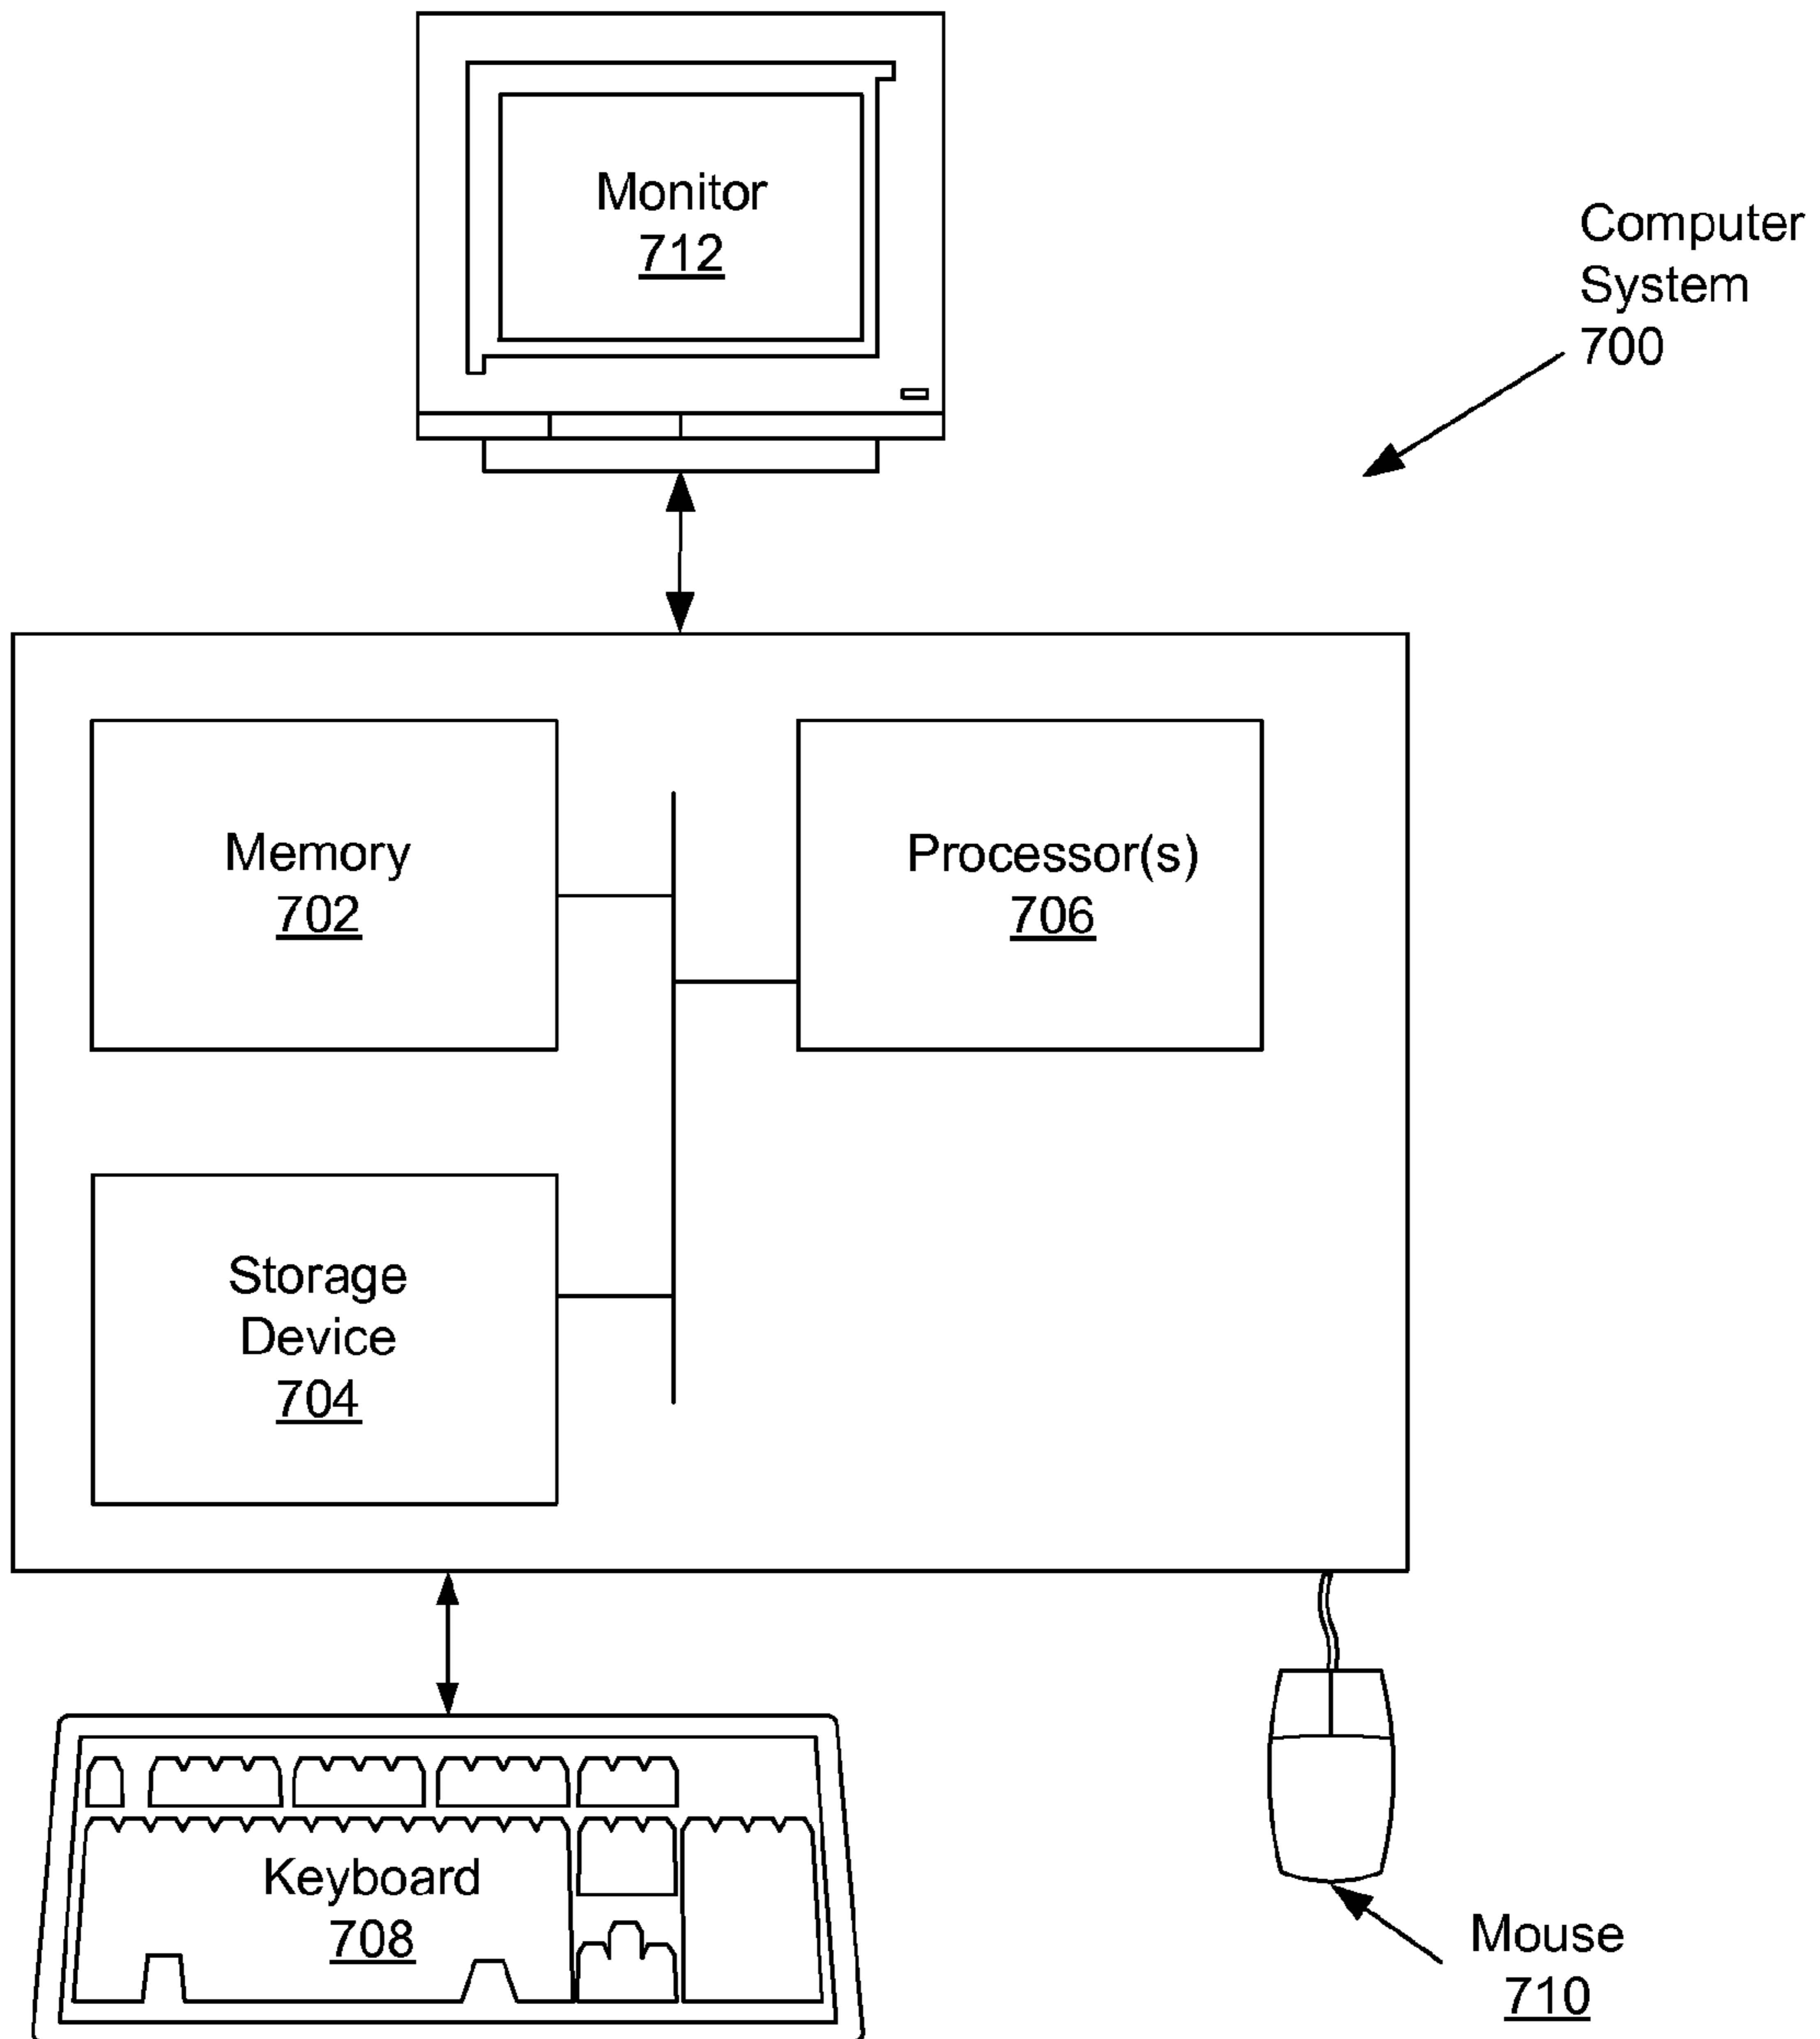 Monitor
712
Computer
System
700
Memory
702
Processor(s)
706
Storage
Device
704
Keyboard
708
Mouse
710